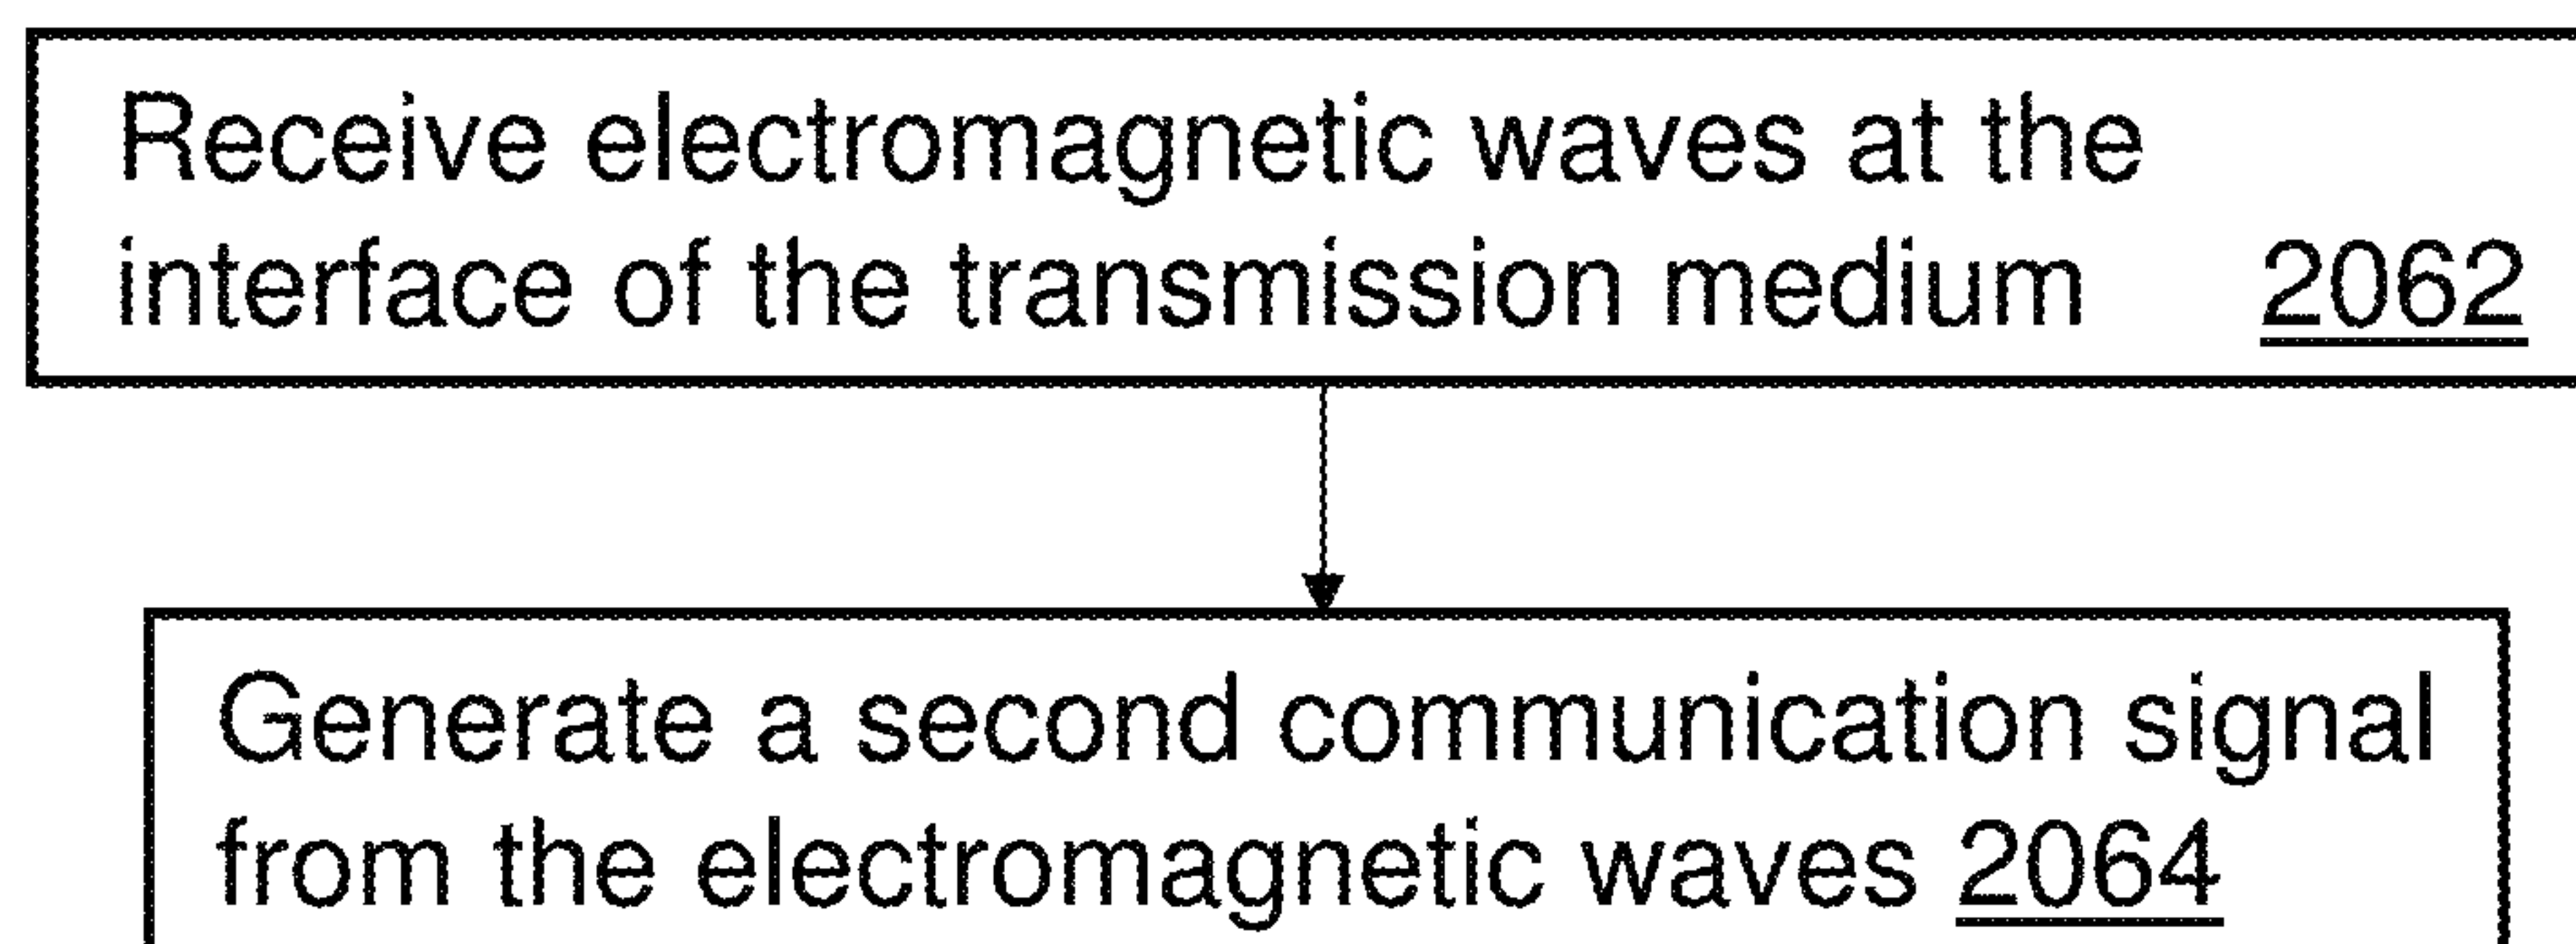 Receive electromagnetic waves at the
interface of the transmission medium 2062
Generate a second communication signal
from the electromagnetic waves 2064